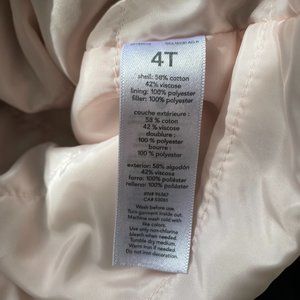 4T
shell: 58% cotton
42% viscose
lining: 100% polyester
filler: 100% polyester
couche extérieure :
58 % coton
42 % viscose
doublure :
100 % polyester
bourre :
100 % polyester
exterior: 58% algodón
42% viscosa
forro: 100% poliéster
relleno: 100% poliéster
Wash before use.
Turn garment inside out.
Machine wash cold with
like colors.
Use only non-chlorine
bleach when needed.
Tumble dry medium.
Warm iron if needed.
Do not iron decoration.